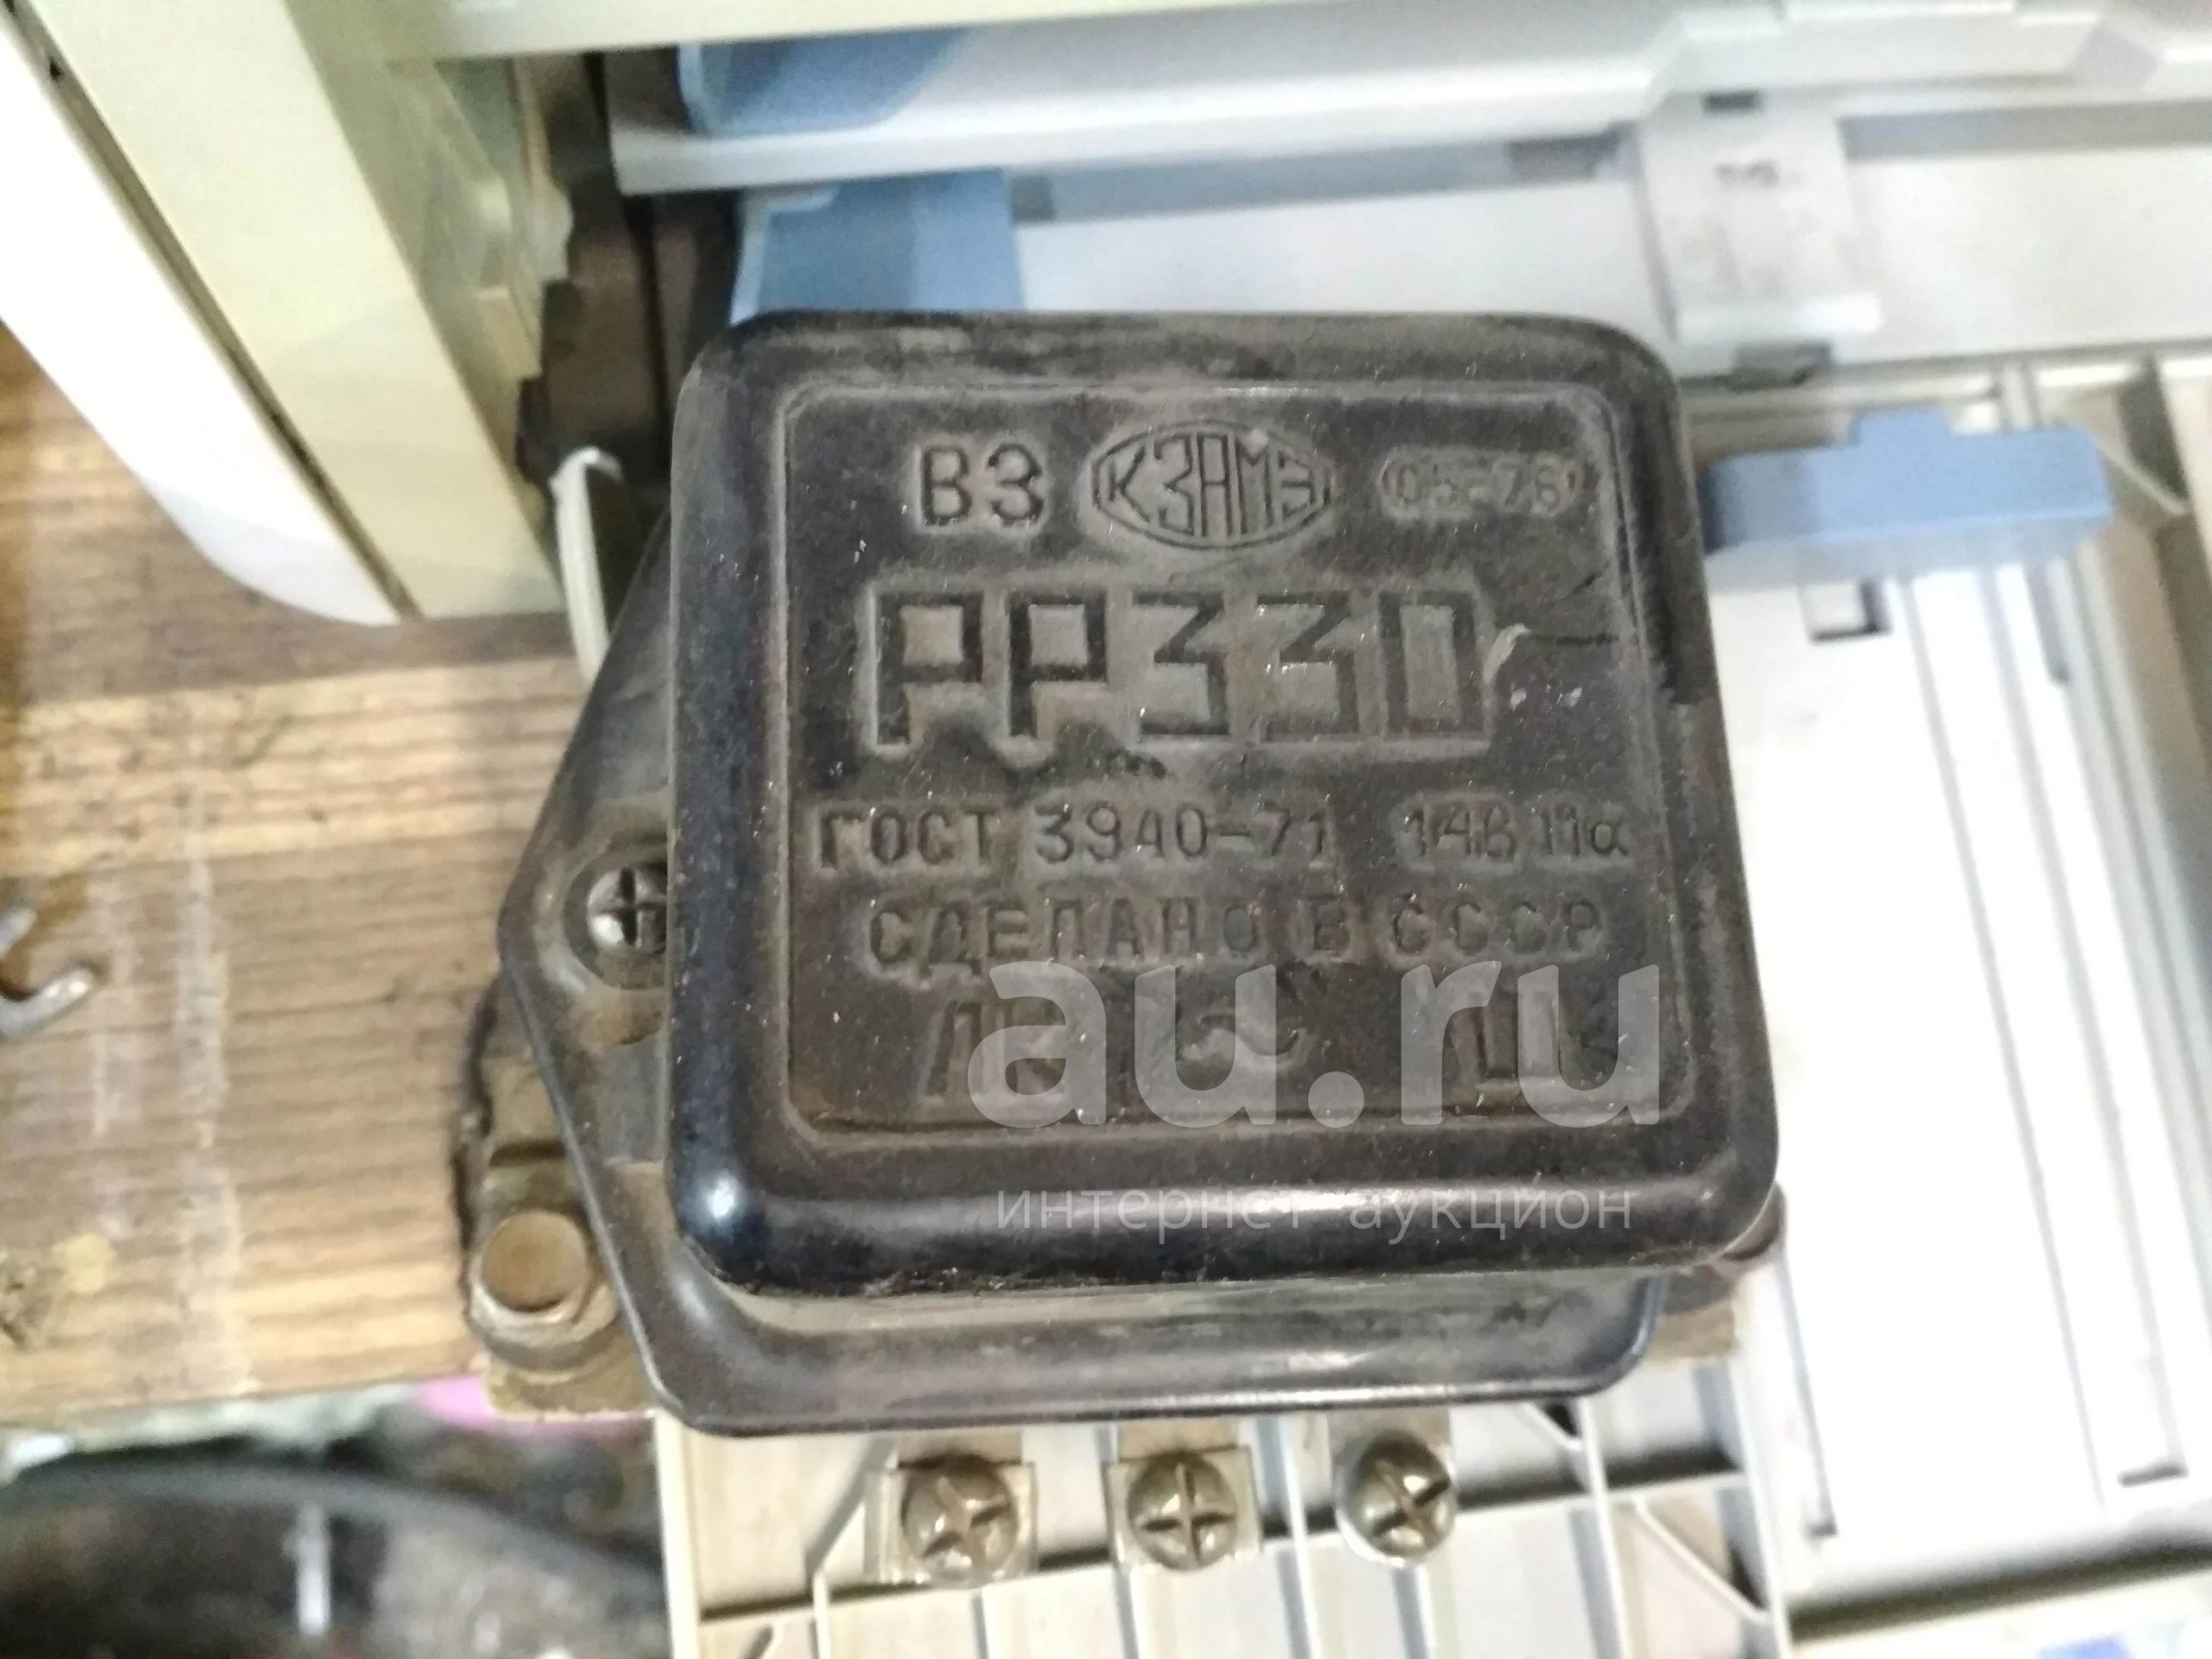 ВЗ КЗАМЭ 05-78
РР330
ГОСТ 3940-71 14В 11а
СДЕЛАНО В СССР
au.ru
интернет аукцион